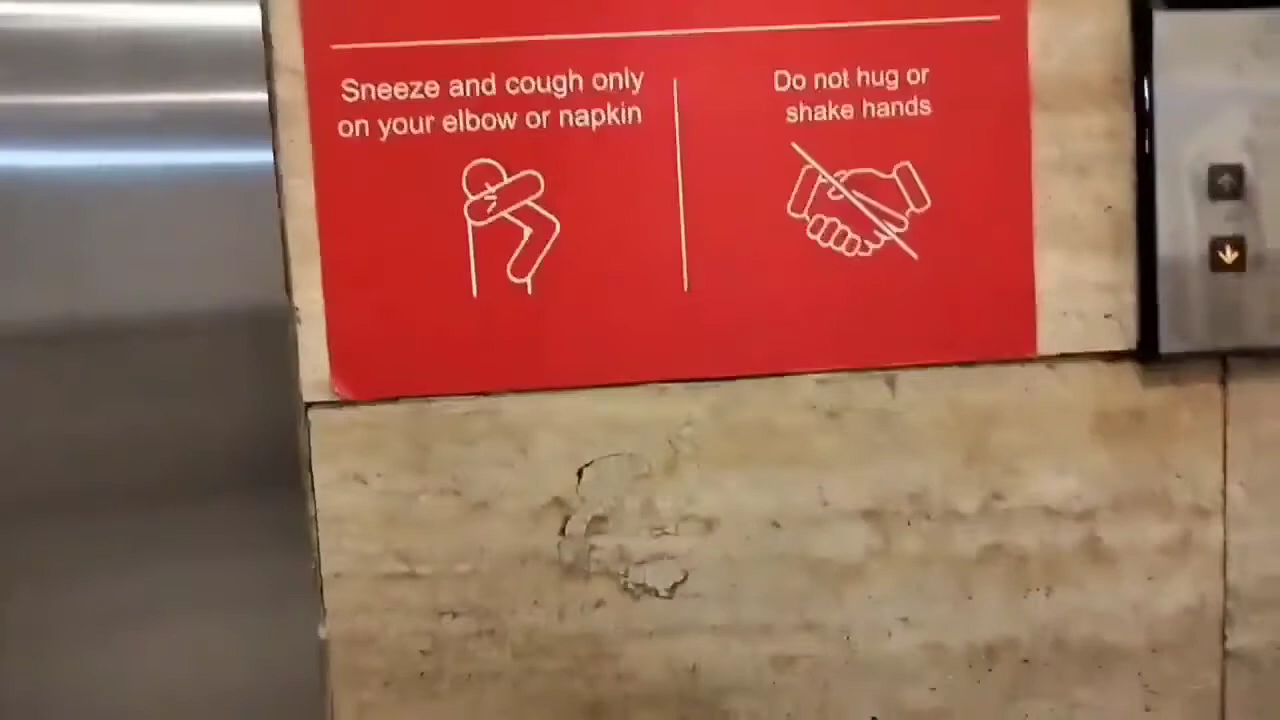 Sneeze and cough only
on your elbow or napkin
Do not hug or
shake hands